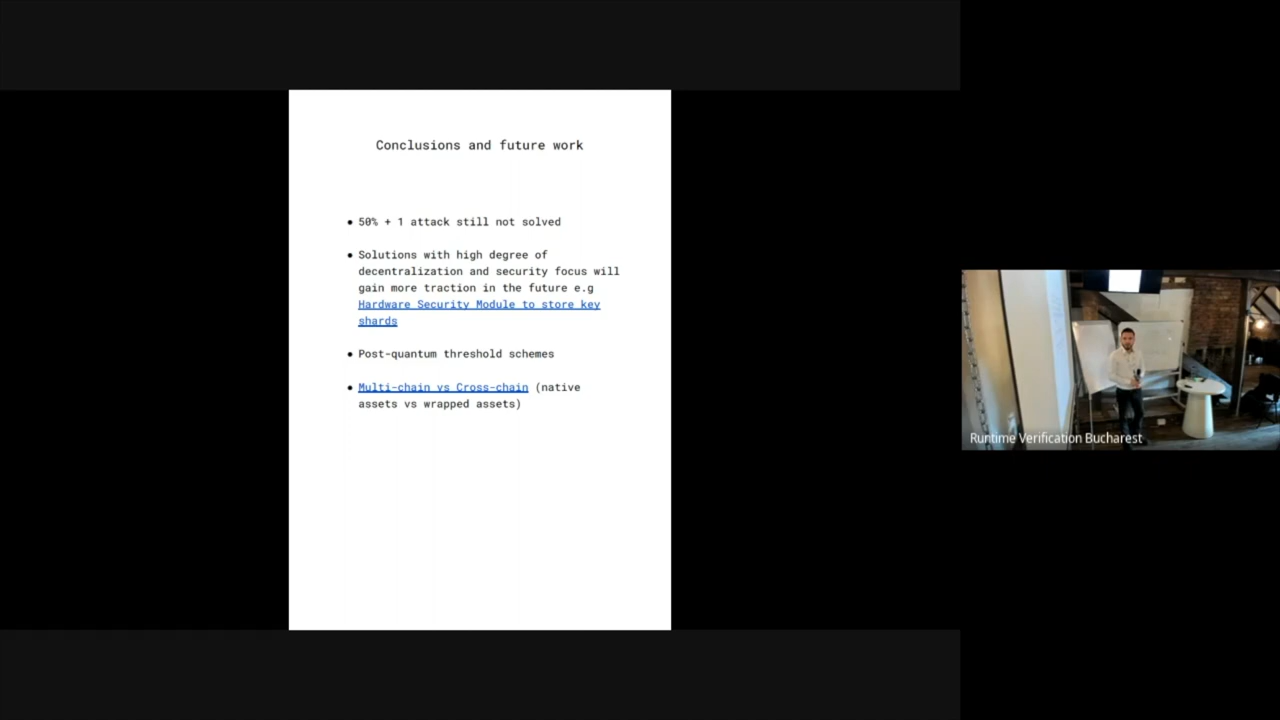 Conclusions and future work
● 50% + 1 attack still not solved
● Solutions with high degree of
decentralization and security focus will
gain more traction in the future e.g
Hardware Security Module to store key
shards
● Post-quantum threshold schemes
● Multi-chain vs Cross-chain (native
assets vs wrapped assets)
Runtime Verification Bucharest